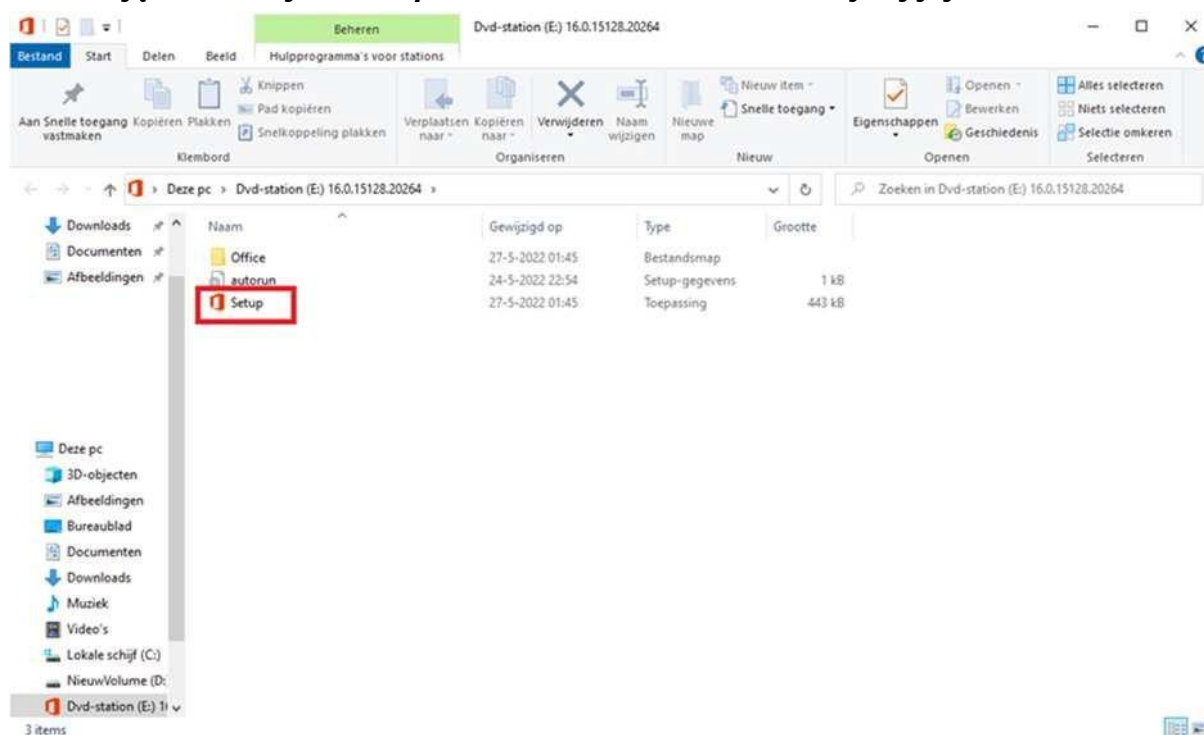 Beheren
Dvd-station (E:) 16.0.15128.20264
Bestand Start Delen Beeld Hulpprogramma's voor stations
Aan Snelle toegang vastmaken
Kopiëren
Plakken
Knippen
Pad kopiëren
Snelkoppeling plakken
Klembord
Verplaatsen naar
Kopiëren naar
Verwijderen
Naam wijzigen
Organiseren
Nieuwe map
Nieuw item
Snelle toegang
Nieuw
Eigenschappen
Openen
Bewerken
Geschiedenis
Openen
Alles selecteren
Niets selecteren
Selectie omkeren
Selecteren
Deze pc > Dvd-station (E:) 16.0.15128.20264 >
Zoeken in Dvd-station (E:) 16.0.15128.20264
Naam Gewijzigd op Type Grootte
Office 27-5-2022 01:45 Bestandsmap
autorun 24-5-2022 22:54 Setup-gegevens 1 kB
Setup 27-5-2022 01:45 Toepassing 443 kB
Downloads
Documenten
Afbeeldingen
Deze pc
3D-objecten
Afbeeldingen
Bureaublad
Documenten
Downloads
Muziek
Video's
Lokale schijf (C:)
NieuwVolume (D:
Dvd-station (E:) 1
3 items